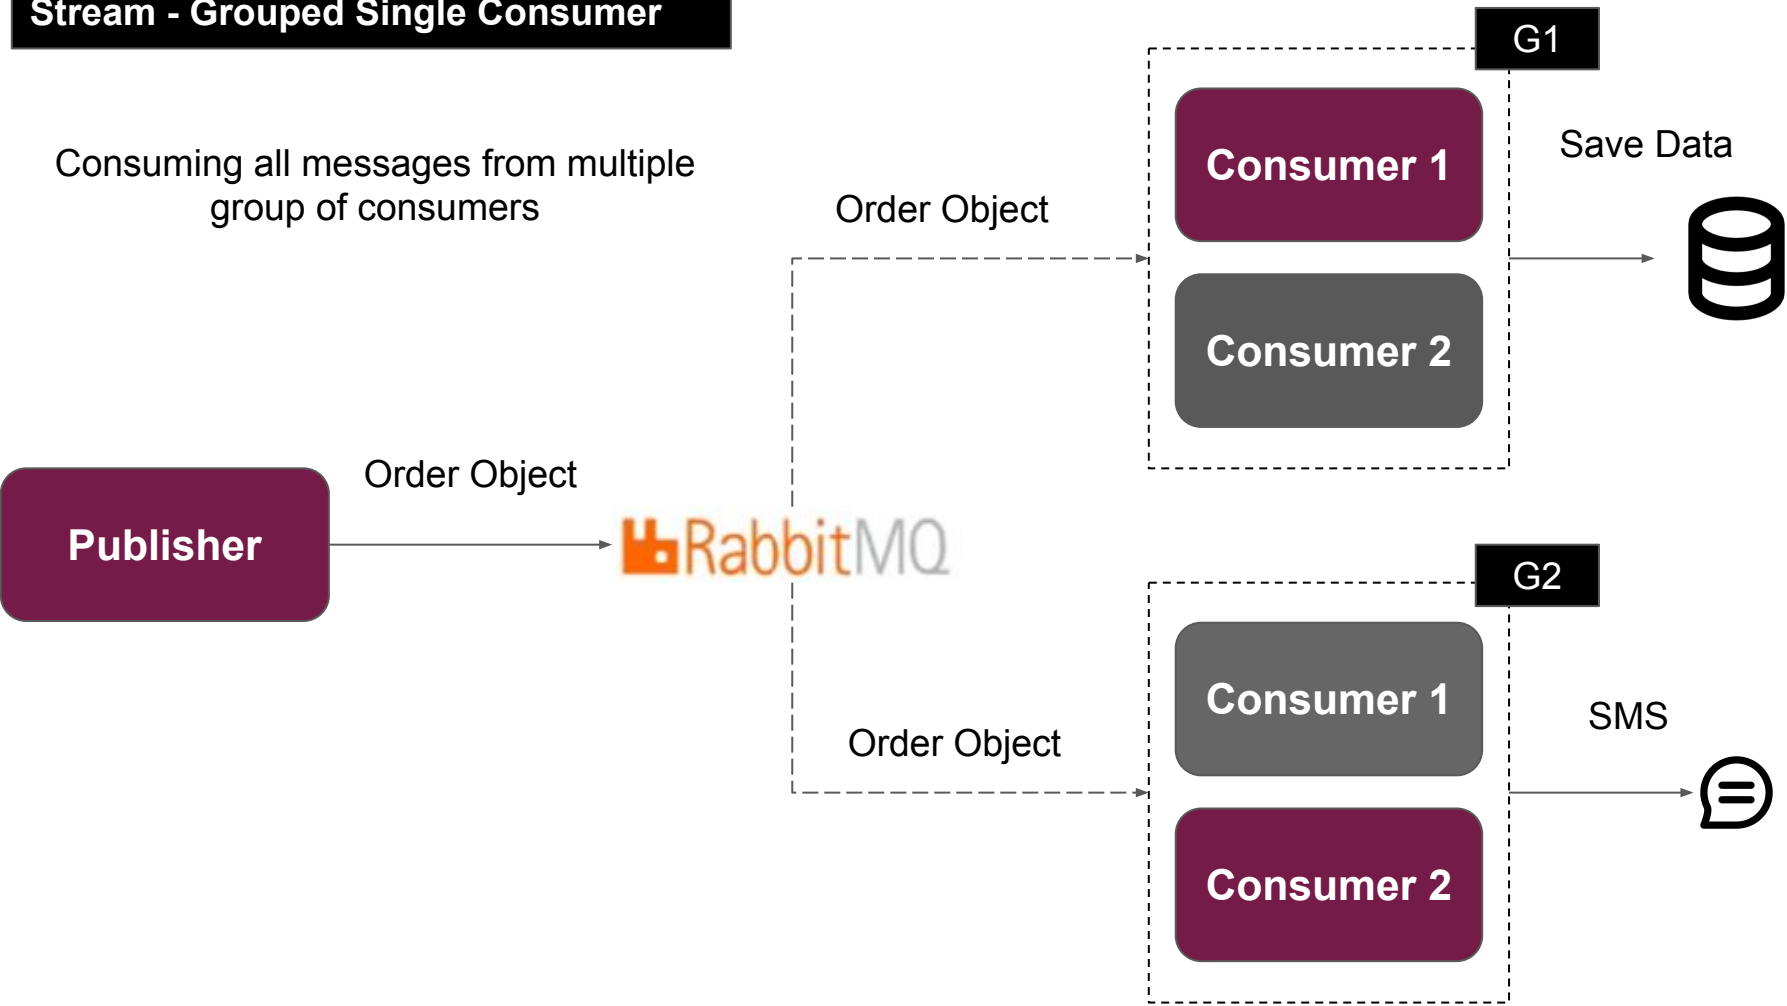 Stream - Grouped Single Consumer
G1
Consumer 1
Save Data
Consuming all messages from multiple
group of consumers
Order Object
Consumer 2
Order Object
Publisher
RabbitMQ
G2
Consumer 1
SMS
Order Object
Consumer 2